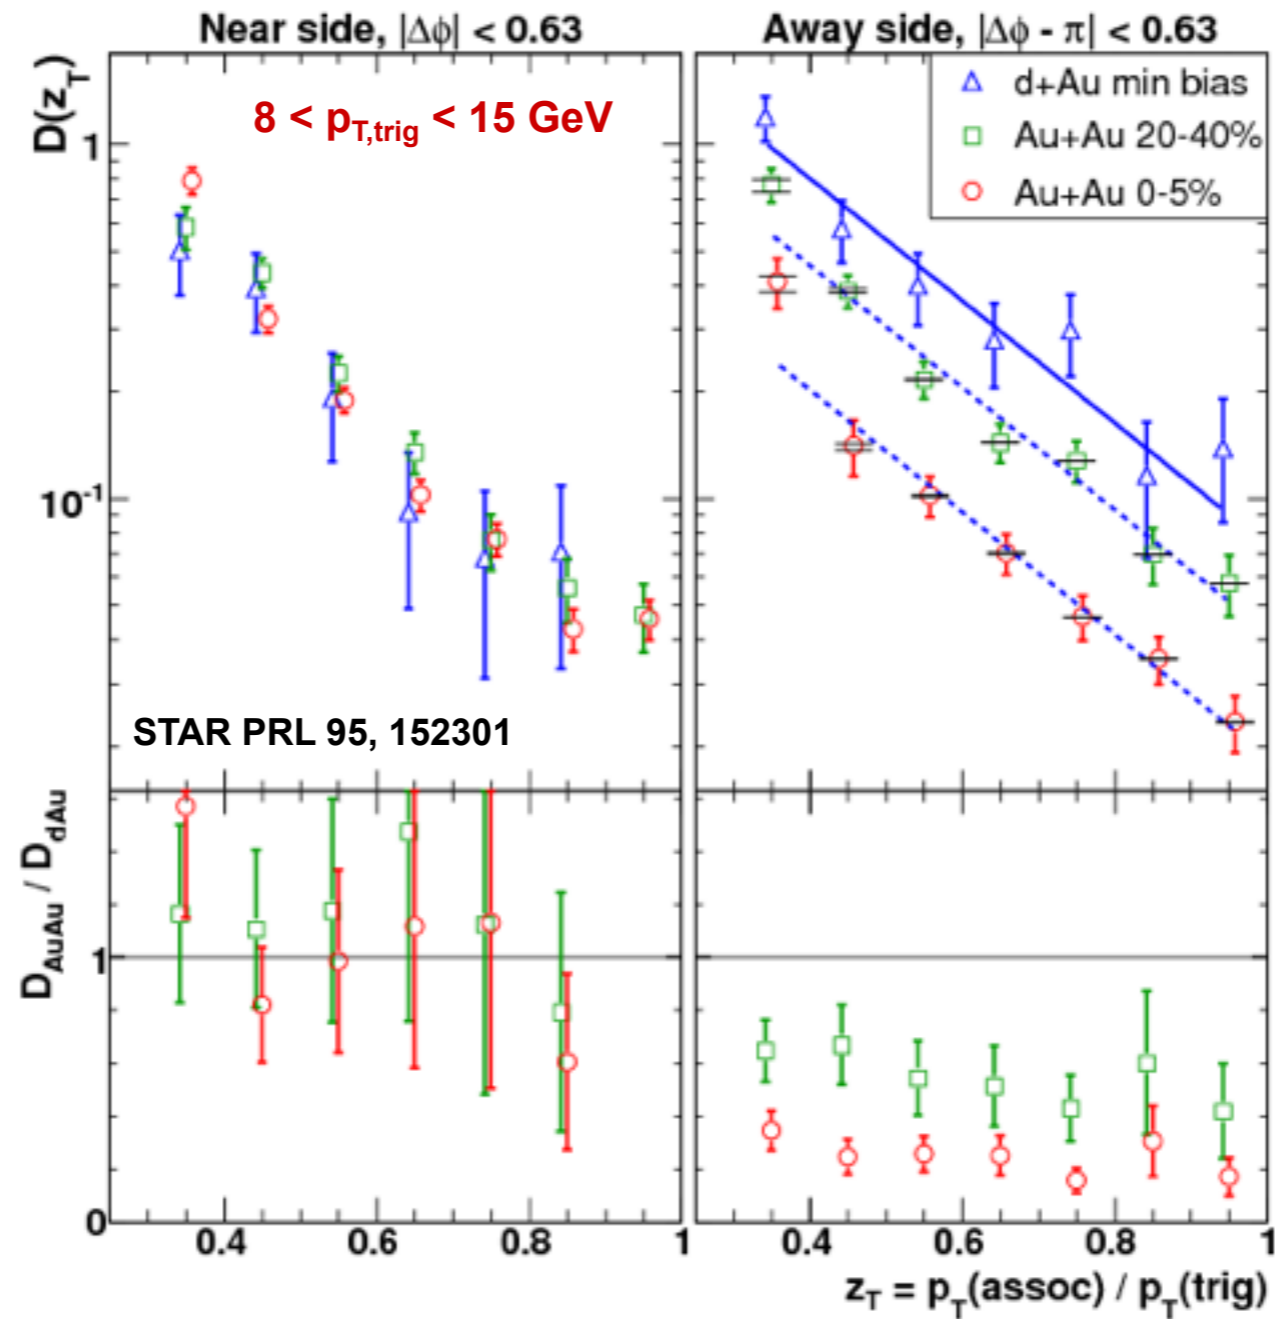 Near side, |Δϕ| < 0.63
Away side, |Δϕ - π| < 0.63
D(z_T)
8 < p_T,trig < 15 GeV
d+Au min bias
Au+Au 20-40%
Au+Au 0-5%
1
10^-1
STAR PRL 95, 152301
D_AuAu / D_dAu
1
0
0.4 0.6 0.8 1
0.4 0.6 0.8 1
z_T = p_T(assoc) / p_T(trig)